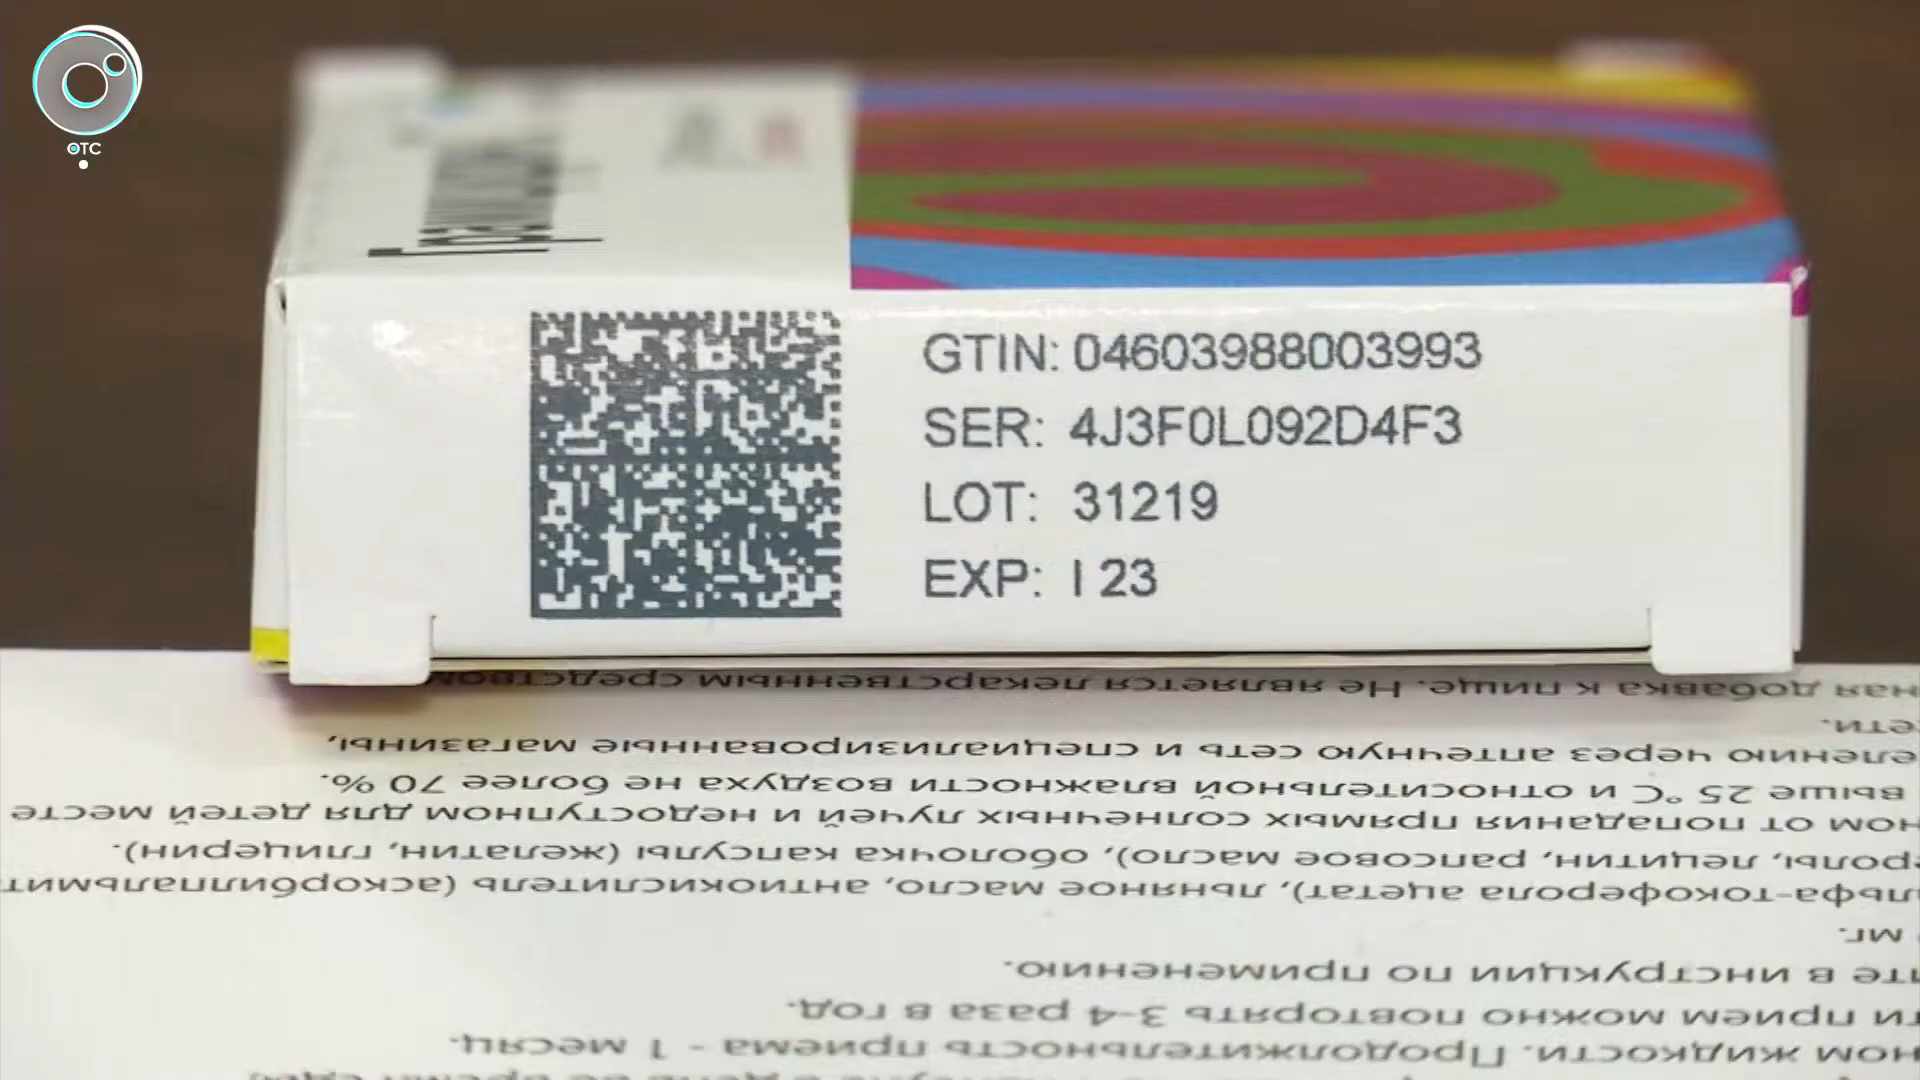 ОТС
GTIN: 04603988003993
SER: 4J3F0L092D4F3
LOT: 31219
EXP: I 23
ном жидкости. Продолжительность приема - 1 месяц.
ти прием можно повторять 3-4 раза в год.
те в инструкции по применению.
мг.
льфа-токоферола ацетат), льняное масло, антиокислитель (аскорбилпальмит
ролы, лецитин, рапсовое масло), оболочка капсулы (желатин, глицерин).
ном от попадания прямых солнечных лучей и недоступном для детей месте
выше 25 °С и относительной влажности воздуха не более 70 %.
елению через аптечную сеть и специализированные магазины,
ети.
ная добавка к пище. Не является лекарственным средством